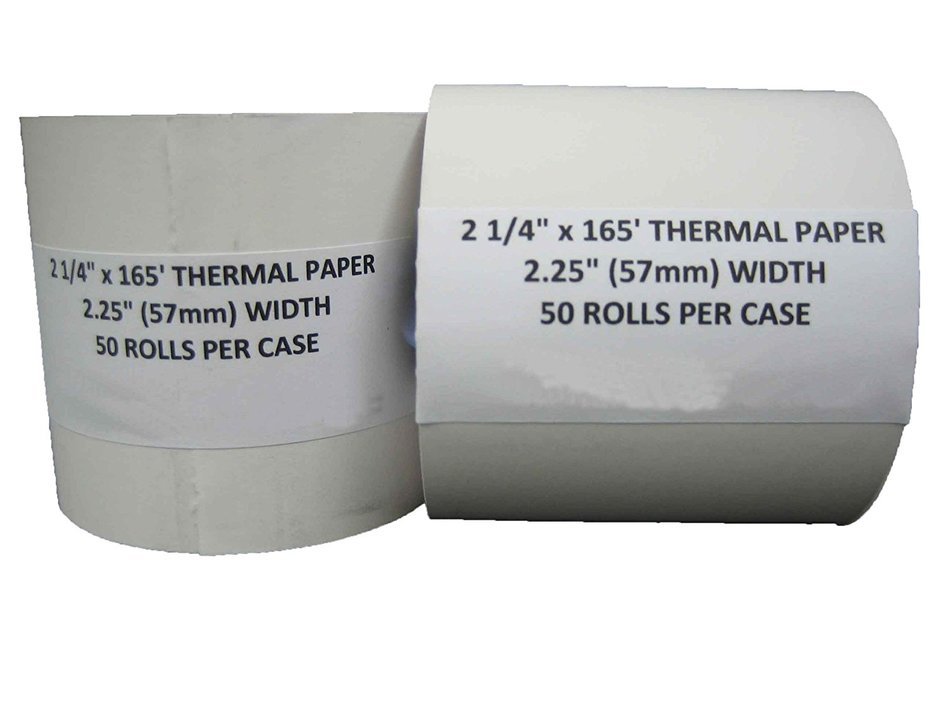 2 1/4" x 165' THERMAL PAPER
2.25" (57mm) WIDTH
50 ROLLS PER CASE
2 1/4" x 165' THERMAL PAPER
2.25" (57mm) WIDTH
50 ROLLS PER CASE